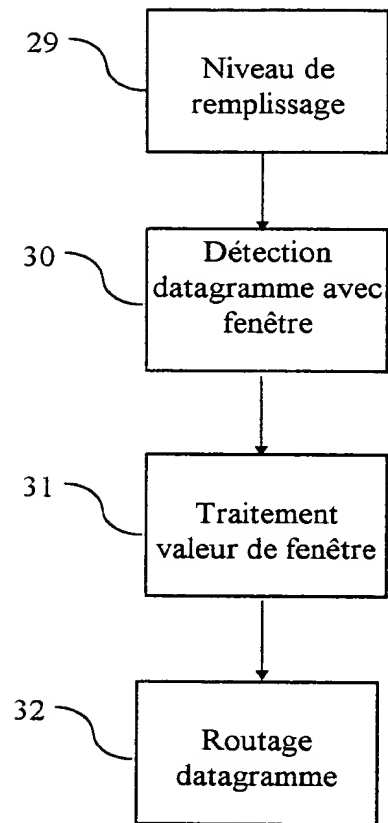 29
Niveau de
remplissage
30
Détection
datagramme avec
fenêtre
31
Traitement
valeur de fenêtre
32
Routage
datagramme